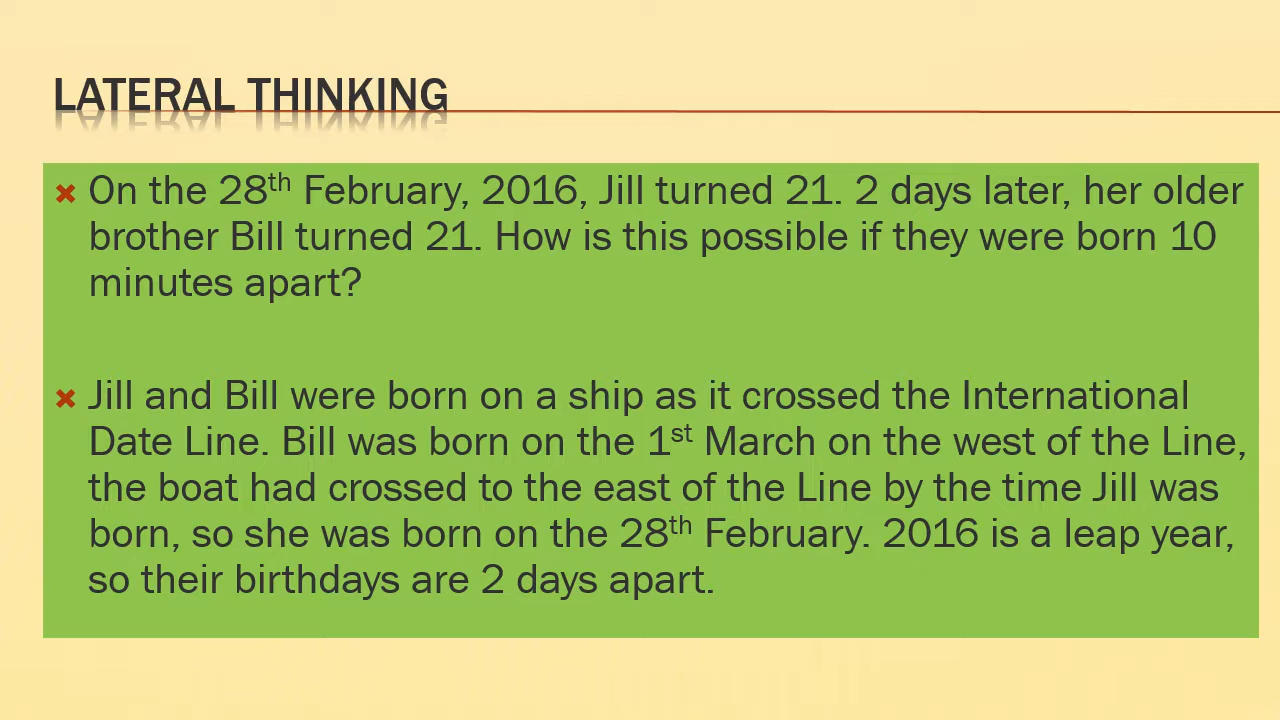 LATERAL THINKING
On the 28th February, 2016, Jill turned 21. 2 days later, her older
brother Bill turned 21. How is this possible if they were born 10
minutes apart?
Jill and Bill were born on a ship as it crossed the International
Date Line. Bill was born on the 1st March on the west of the Line,
the boat had crossed to the east of the Line by the time Jill was
born, so she was born on the 28th February. 2016 is a leap year,
so their birthdays are 2 days apart.